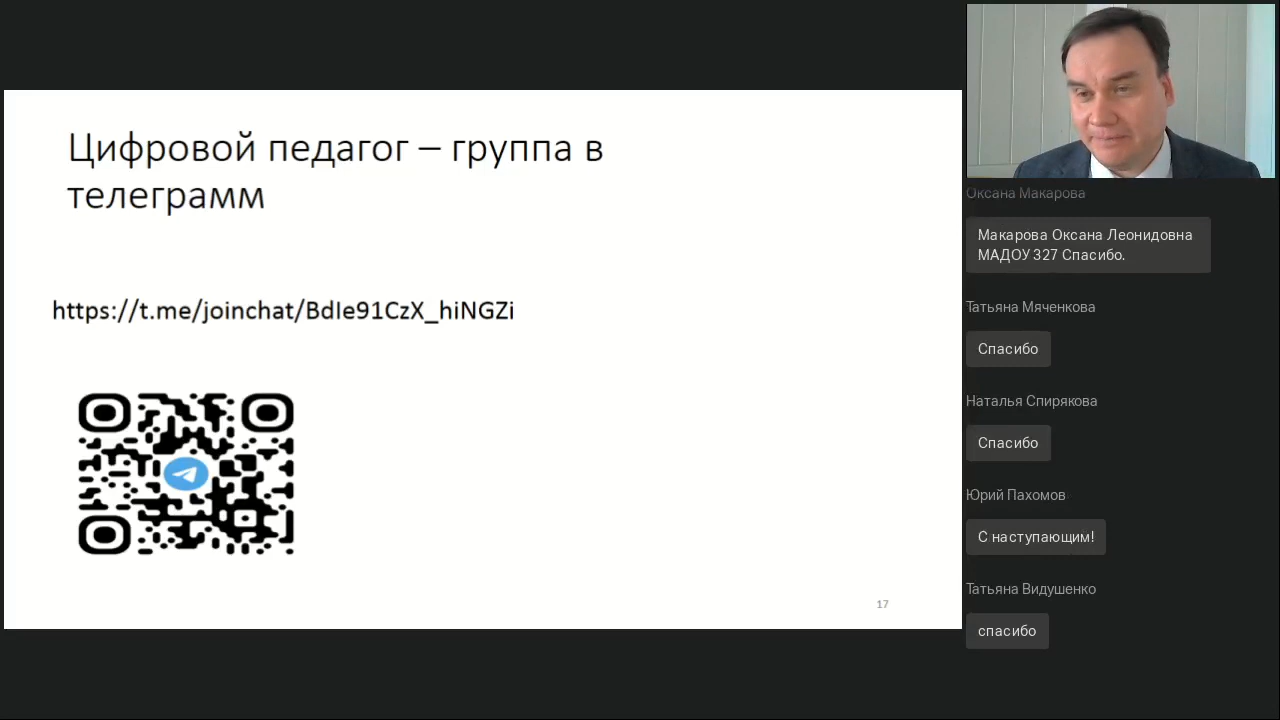 Цифровой педагог – группа в
телеграмм
https://t.me/joinchat/BdIe91CzX_hiNGZi
17
Оксана Макарова
Макарова Оксана Леонидовна
МАДОУ 327 Спасибо.
Татьяна Мяченкова
Спасибо
Наталья Спирякова
Спасибо
Юрий Пахомов
С наступающим!
Татьяна Видушенко
спасибо